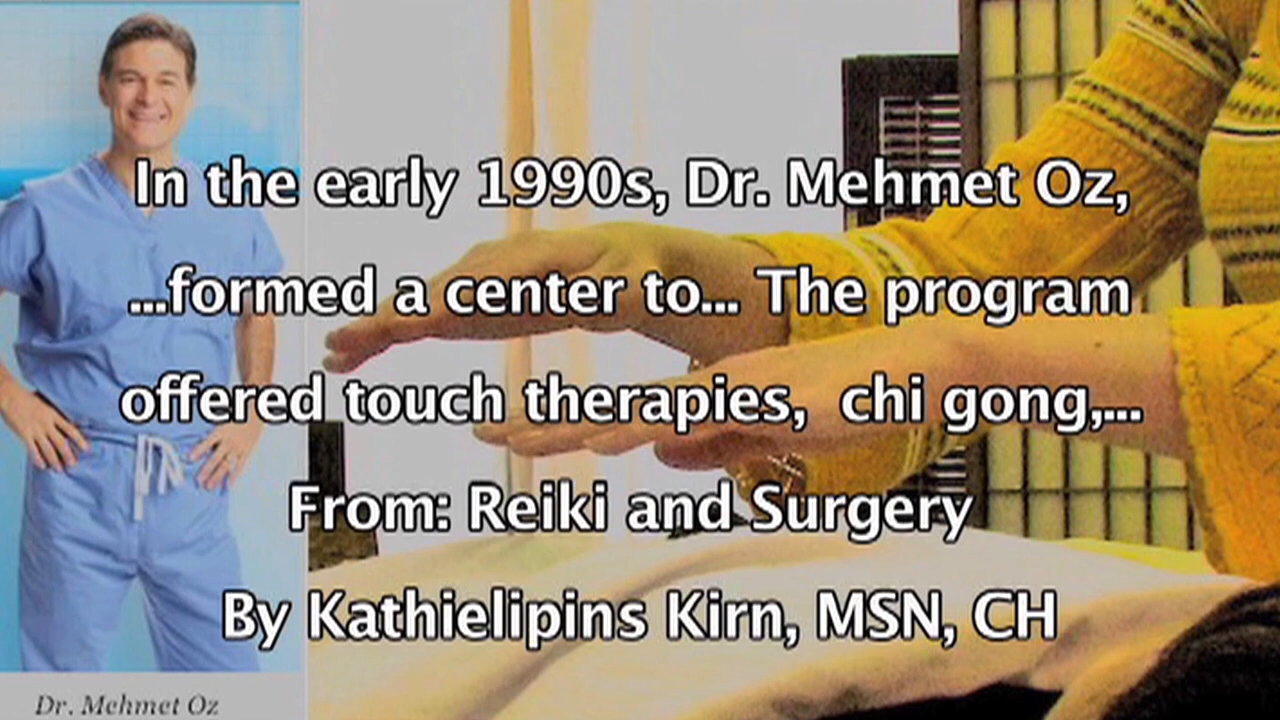 In the early 1990s, Dr. Mehmet Oz,
...formed a center to... The program
offered touch therapies,  chi gong,...
From: Reiki and Surgery
By Kathielipins Kirn, MSN, CH
Dr. Mehmet Oz